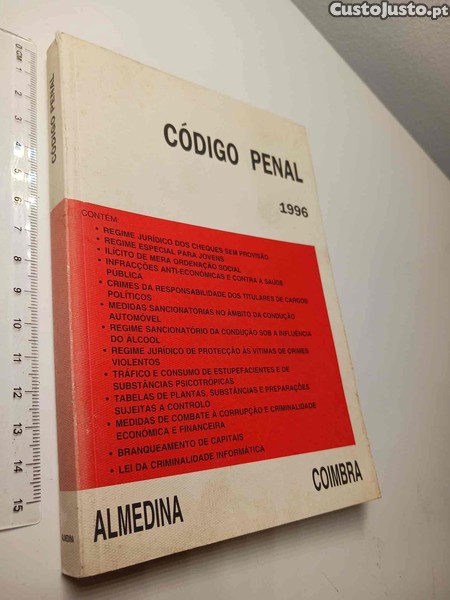 CustoJusto.pt
CÓDIGO PENAL
CÓDIGO PENAL
1996
CONTÉM:
• REGIME JURÍDICO DOS CHEQUES SEM PROVISÃO
• REGIME ESPECIAL PARA JOVENS
• ILÍCITO DE MERA ORDENAÇÃO SOCIAL
• INFRACÇÕES ANTI-ECONÓMICAS E CONTRA A SAÚDE
PÚBLICA
• CRIMES DA RESPONSABILIDADE DOS TITULARES DE CARGOS
POLÍTICOS
• MEDIDAS SANCIONATÓRIAS NO ÂMBITO DA CONDUÇÃO
AUTOMÓVEL
• REGIME SANCIONATÓRIO DA CONDUÇÃO SOB A INFLUÊNCIA
DO ÁLCOOL
• REGIME JURÍDICO DE PROTECÇÃO ÀS VÍTIMAS DE CRIMES
VIOLENTOS
• TRÁFICO E CONSUMO DE ESTUPEFACIENTES E DE
SUBSTÂNCIAS PSICOTRÓPICAS
• TABELAS DE PLANTAS, SUBSTÂNCIAS E PREPARAÇÕES
SUJEITAS A CONTROLO
• MEDIDAS DE COMBATE À CORRUPÇÃO E CRIMINALIDADE
ECONÓMICA E FINANCEIRA
• BRANQUEAMENTO DE CAPITAIS
• LEI DA CRIMINALIDADE INFORMÁTICA
ALMEDINA
COIMBRA
ALMEDINA
0 CM 1 2 3 4 5 6 7 8 9 10 11 12 13 14 15